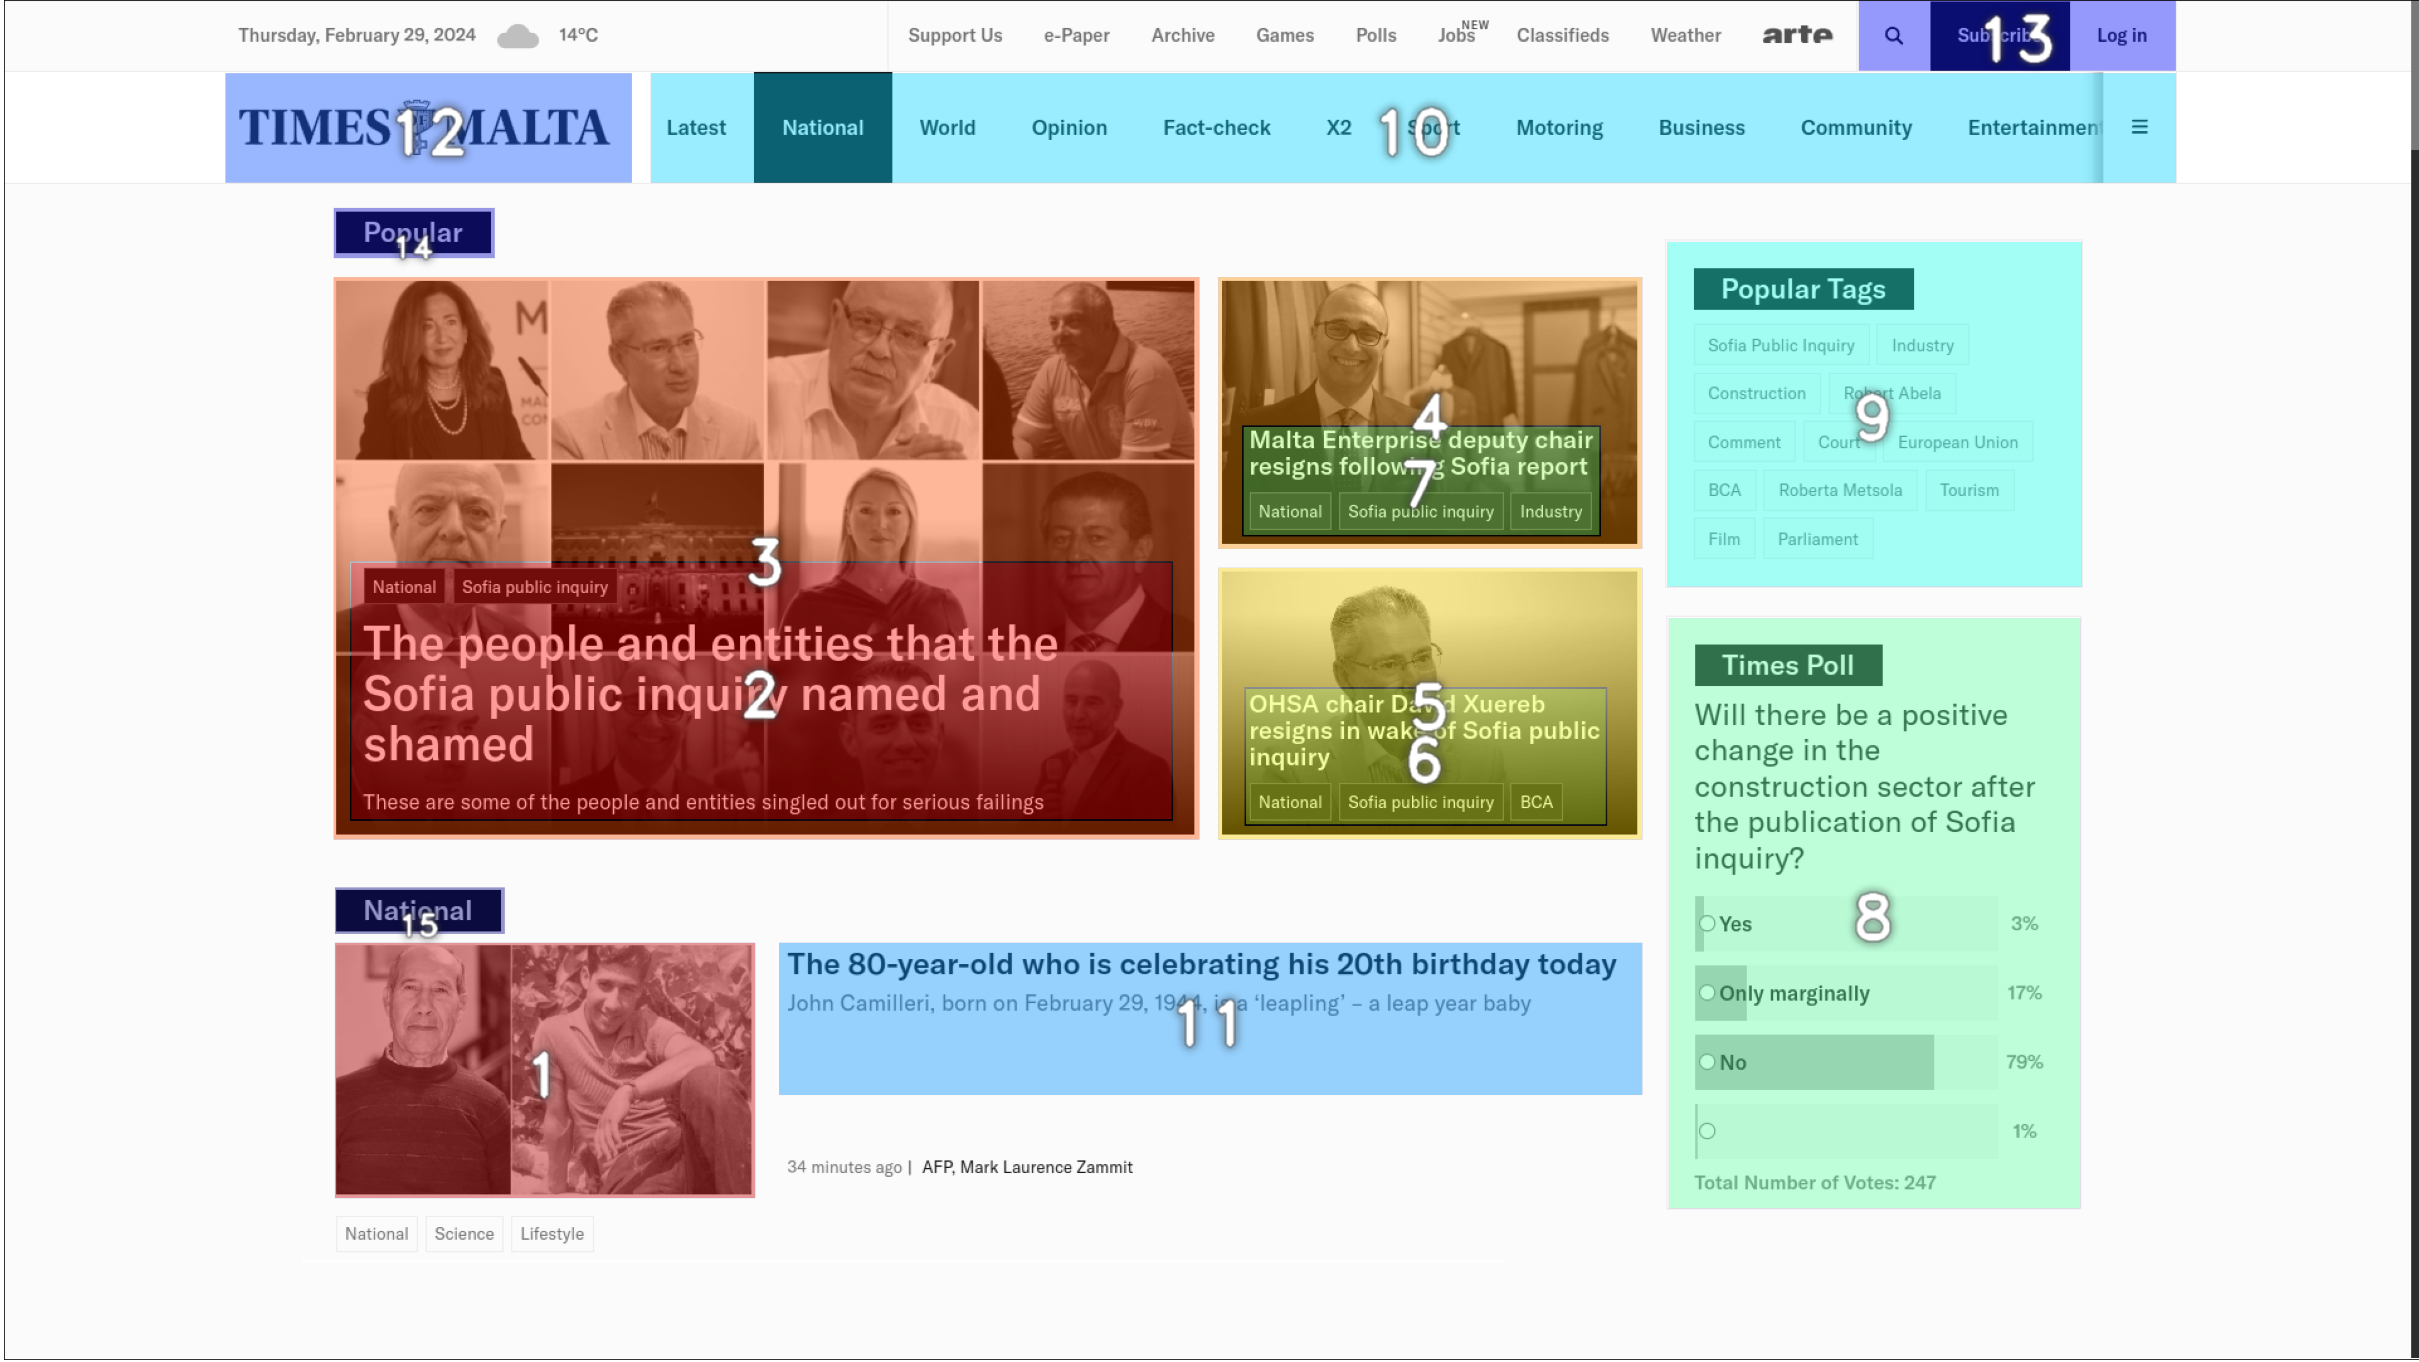 Thursday, February 29, 2024 14°C Support Us e-Paper Archive Games Polls Jobs NEW Classifieds Weather arte Subscribe 13 Log in
TIMES OF MALTA 12
Latest National World Opinion Fact-check X2 Sport 10 Motoring Business Community Entertainment
Popular
14
3
National Sofia public inquiry
The people and entities that the
Sofia public inquiry named and
2
shamed
These are some of the people and entities singled out for serious failings
4
Malta Enterprise deputy chair
resigns following Sofia report
7
National Sofia public inquiry Industry
5
OHSA chair David Xuereb
resigns in wake of Sofia public
inquiry
6
National Sofia public inquiry BCA
Popular Tags
Sofia Public Inquiry Industry
Construction Robert Abela
9
Comment Court European Union
BCA Roberta Metsola Tourism
Film Parliament
Times Poll
Will there be a positive
change in the
construction sector after
the publication of Sofia
inquiry?
8
Yes 3%
Only marginally 17%
No 79%
1%
Total Number of Votes: 247
National
15
1
The 80-year-old who is celebrating his 20th birthday today
John Camilleri, born on February 29, 1944, is a ‘leapling’ – a leap year baby
11
34 minutes ago | AFP, Mark Laurence Zammit
National Science Lifestyle